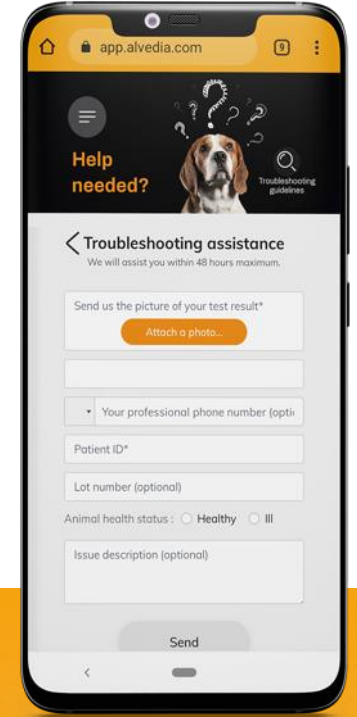 app.alvedia.com
9
Help
needed?
Troubleshooting
guidelines
Troubleshooting assistance
We will assist you within 48 hours maximum.
Send us the picture of your test result*
Attach a photo...
Your professional phone number (optio
Patient ID*
Lot number (optional)
Animal health status : Healthy Ill
Issue description (optional)
Send